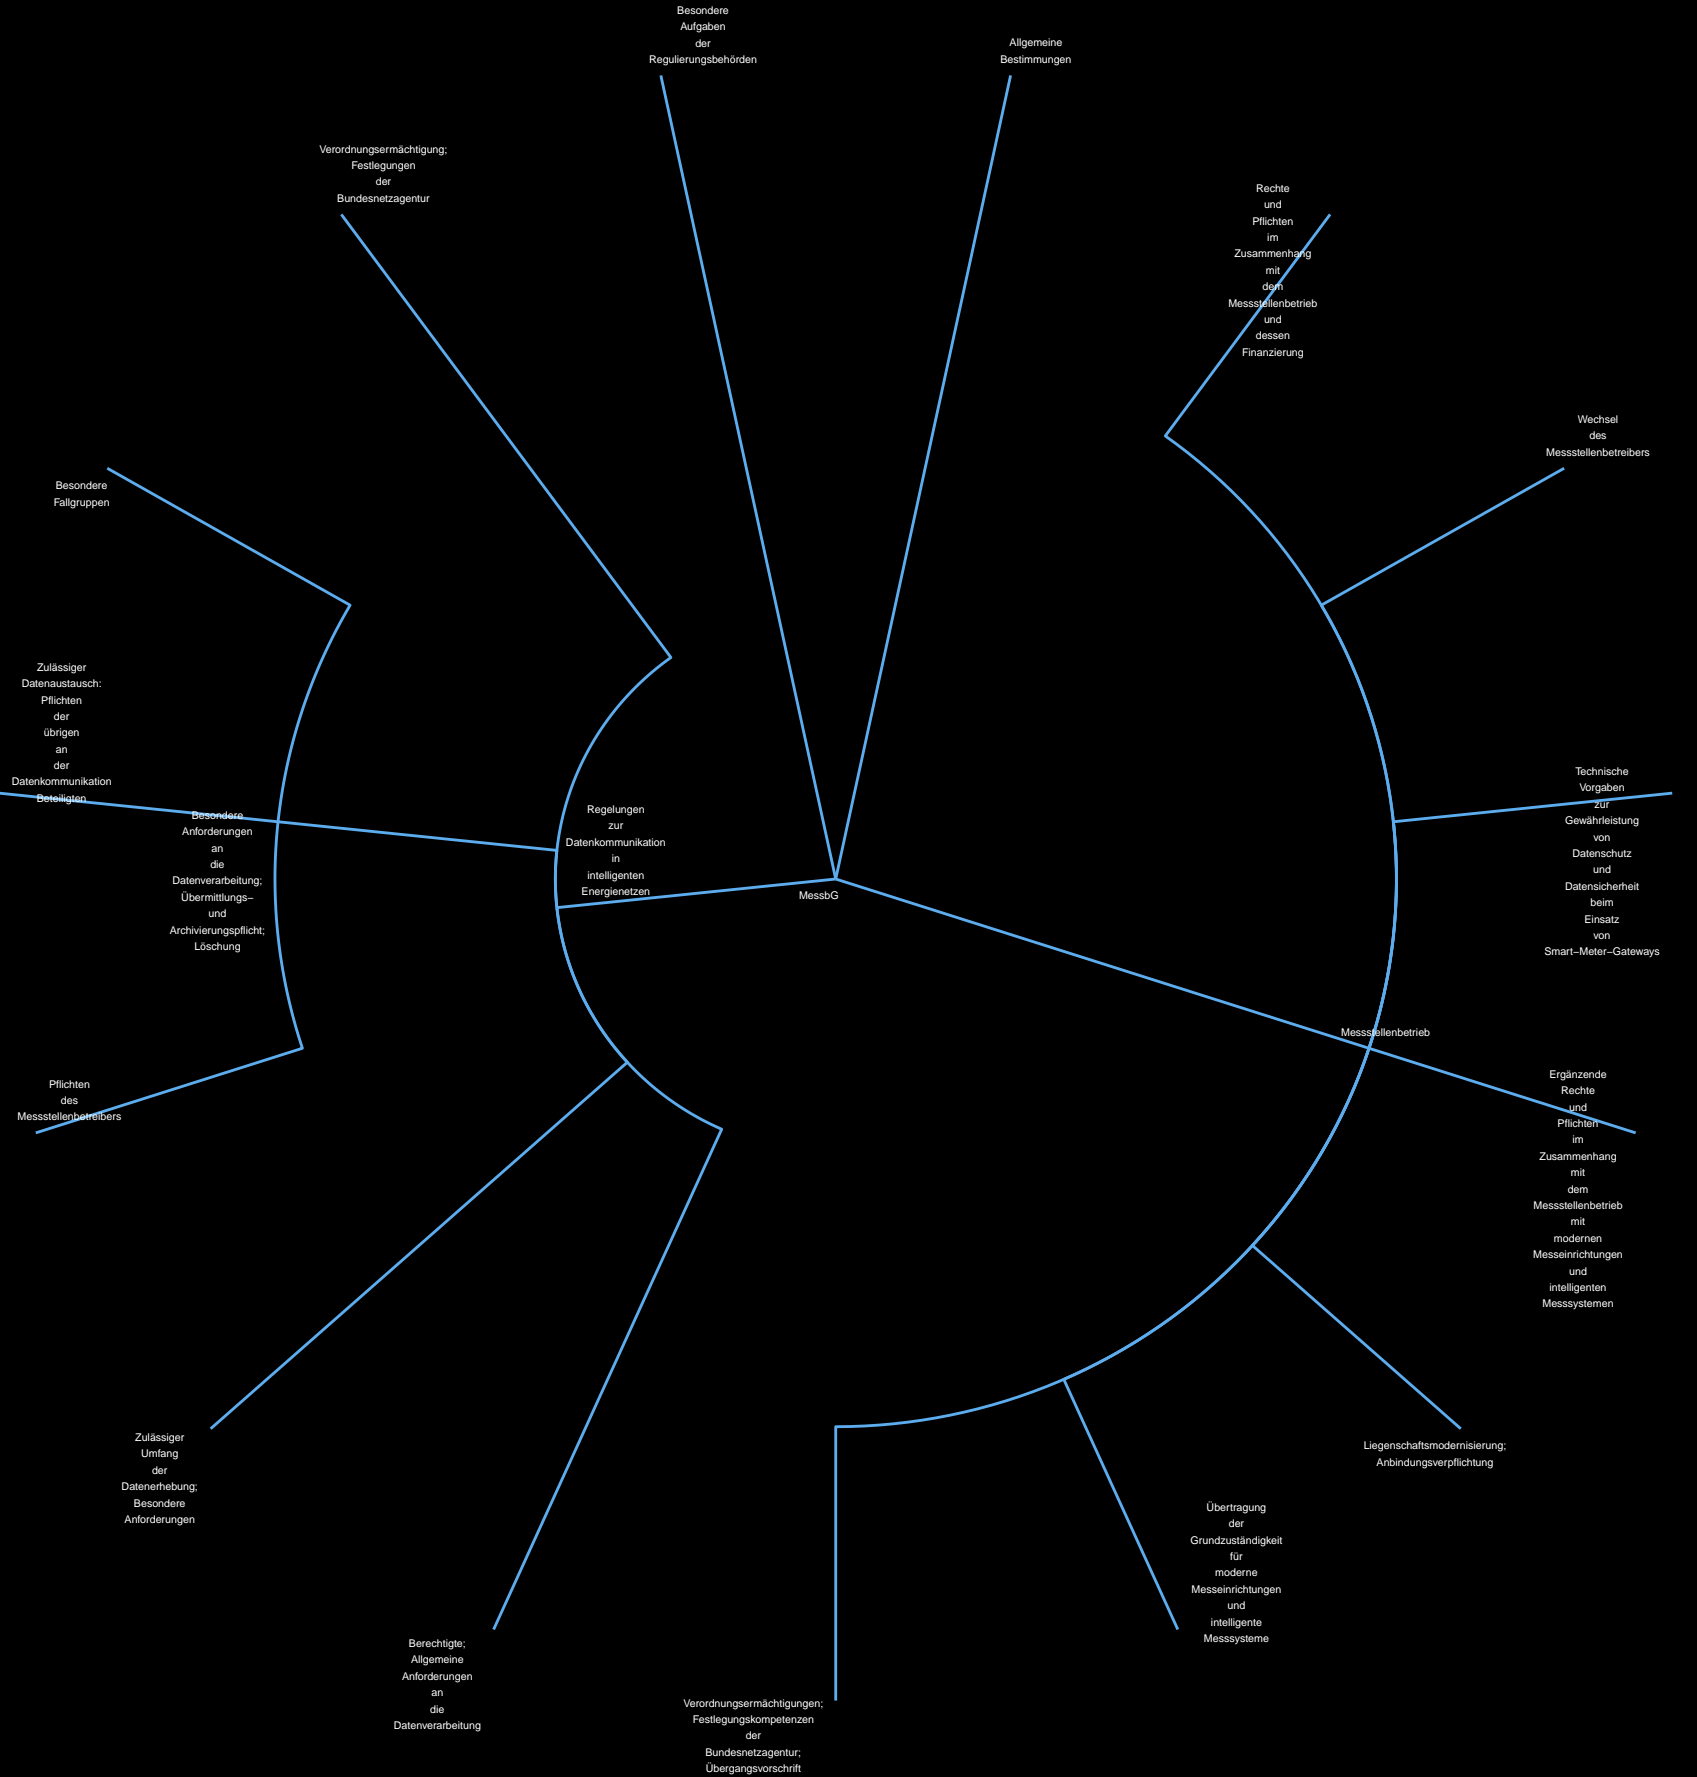 Besondere
Aufgaben
der
Regulierungsbehörden
Allgemeine
Bestimmungen
Verordnungsermächtigung;
Festlegungen
der
Bundesnetzagentur
Rechte
und
Pflichten
im
Zusammenhang
mit
dem
Messstellenbetrieb
und
dessen
Finanzierung
Wechsel
des
Messstellenbetreibers
Besondere
Fallgruppen
Zulässiger
Datenaustausch:
Pflichten
der
übrigen
an
der
Datenkommunikation
Beteiligten
Besondere
Anforderungen
an
die
Datenverarbeitung;
Übermittlungs–
und
Archivierungspflicht;
Löschung
Regelungen
zur
Datenkommunikation
in
intelligenten
Energienetzen
MessbG
Technische
Vorgaben
zur
Gewährleistung
von
Datenschutz
und
Datensicherheit
beim
Einsatz
von
Smart–Meter–Gateways
Messstellenbetrieb
Pflichten
des
Messstellenbetreibers
Ergänzende
Rechte
und
Pflichten
im
Zusammenhang
mit
dem
Messstellenbetrieb
mit
modernen
Messeinrichtungen
und
intelligenten
Messsystemen
Zulässiger
Umfang
der
Datenerhebung;
Besondere
Anforderungen
Liegenschaftsmodernisierung;
Anbindungsverpflichtung
Übertragung
der
Grundzuständigkeit
für
moderne
Messeinrichtungen
und
intelligente
Messsysteme
Berechtigte;
Allgemeine
Anforderungen
an
die
Datenverarbeitung
Verordnungsermächtigungen;
Festlegungskompetenzen
der
Bundesnetzagentur;
Übergangsvorschrift